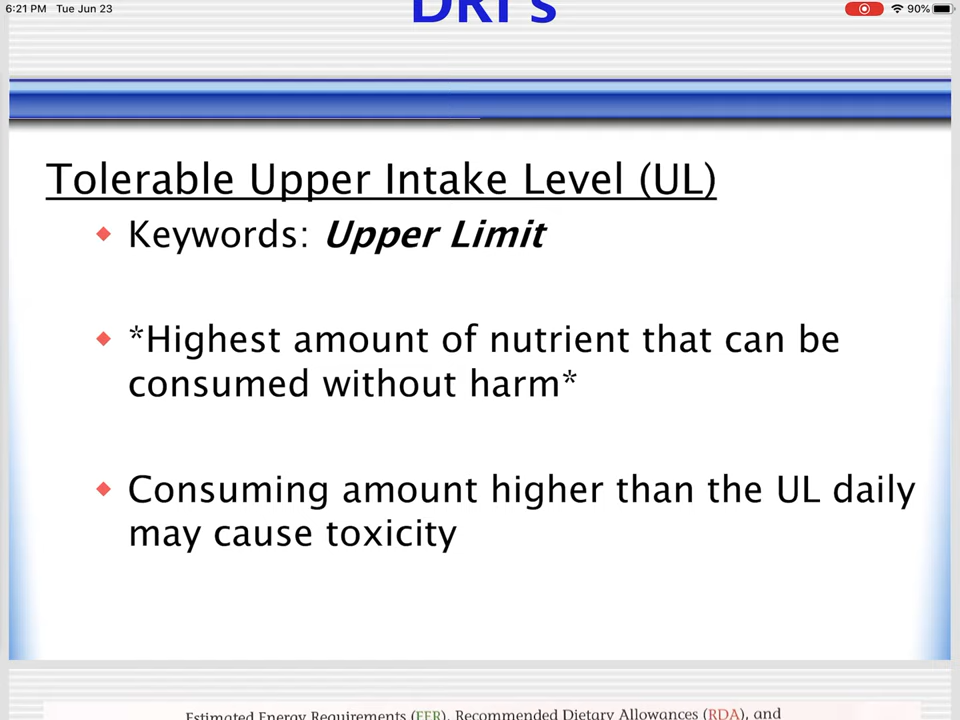 6:21 PM Tue Jun 23
90%
DRI's
Tolerable Upper Intake Level (UL)
Keywords: Upper Limit
*Highest amount of nutrient that can be
consumed without harm*
Consuming amount higher than the UL daily
may cause toxicity
Estimated Energy Requirements (EER), Recommended Dietary Allowances (RDA), and